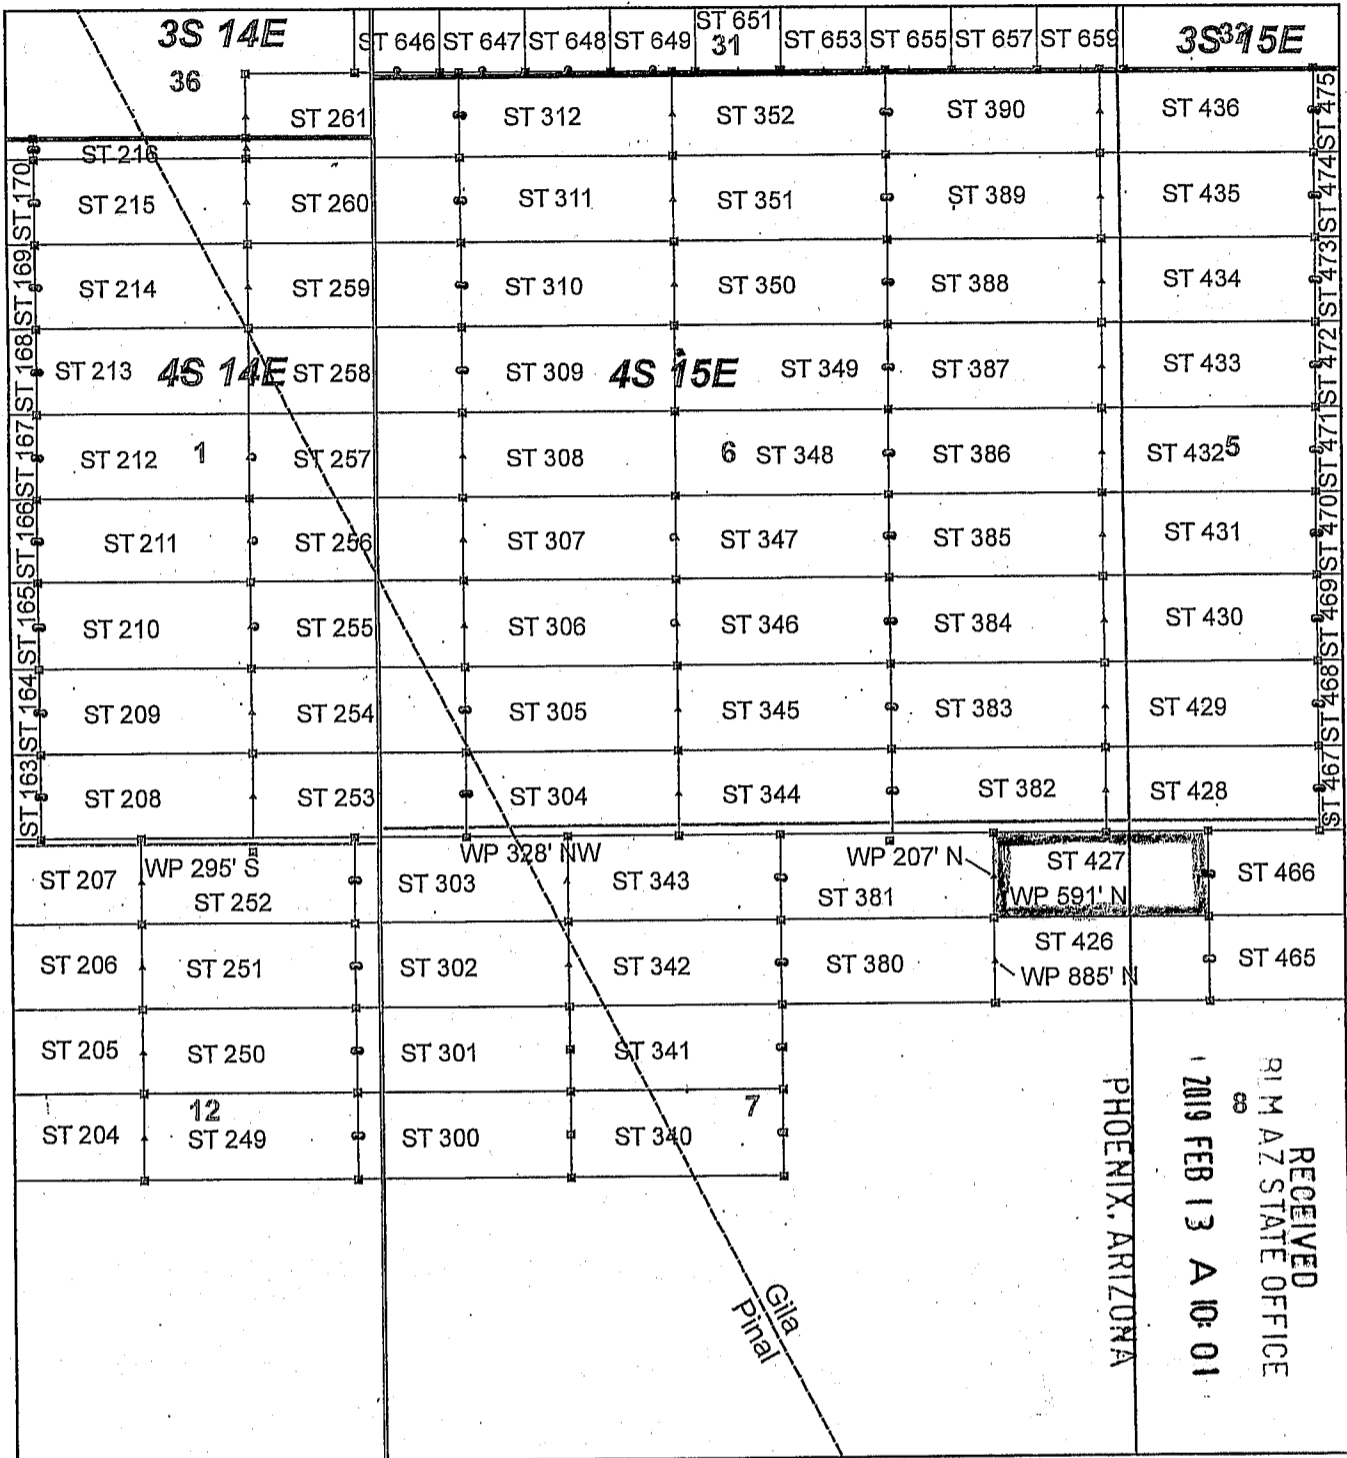 3S 14E
36
ST 646 ST 647 ST 648 ST 649 ST 651 31 ST 653 ST 655 ST 657 ST 659
3S 32 15E
ST 261 ST 312 ST 352 ST 390 ST 436 ST 475
ST 216
ST 170 ST 215 ST 260 ST 311 ST 351 ST 389 ST 435 ST 474
ST 169 ST 214 ST 259 ST 310 ST 350 ST 388 ST 434 ST 473
ST 168 ST 213 4S 14E ST 258 ST 309 4S 15E ST 349 ST 387 ST 433 ST 472
ST 167 ST 212 1 ST 257 ST 308 6 ST 348 ST 386 ST 432 5 ST 471
ST 166 ST 211 ST 256 ST 307 ST 347 ST 385 ST 431 ST 470
ST 165 ST 210 ST 255 ST 306 ST 346 ST 384 ST 430 ST 469
ST 164 ST 209 ST 254 ST 305 ST 345 ST 383 ST 429 ST 468
ST 163 ST 208 ST 253 ST 304 ST 344 ST 382 ST 428 ST 467
WP 295' S WP 328' NW WP 207' N ST 427
ST 207 ST 252 ST 303 ST 343 ST 381 WP 591' N ST 466
ST 206 ST 251 ST 302 ST 342 ST 380 ST 426 ST 465
WP 885' N
ST 205 ST 250 ST 301 ST 341
12 7 8
ST 204 ST 249 ST 300 ST 340
Gila
Pinal
RECEIVED
BLM AZ STATE OFFICE
2019 FEB 13 A 10: 01
PHOENIX, ARIZONA